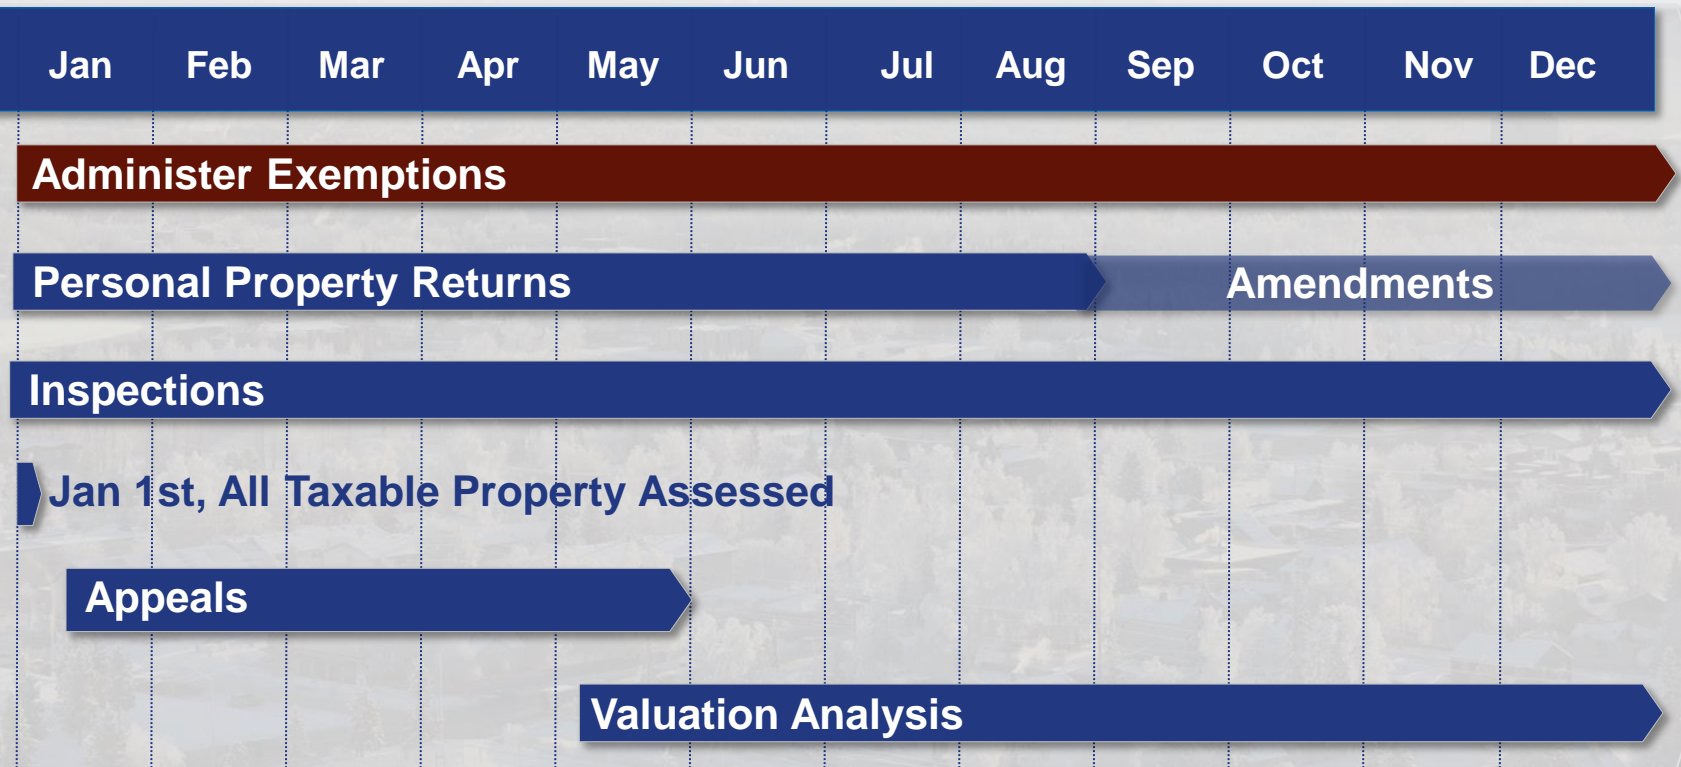 Jan Feb Mar Apr May Jun Jul Aug Sep Oct Nov Dec
Adminster Exemptions
Personal Property Returns Amendments
Inspections
Jan 1st, All Taxable Property Assessed
Appeals
Valuation Analysis